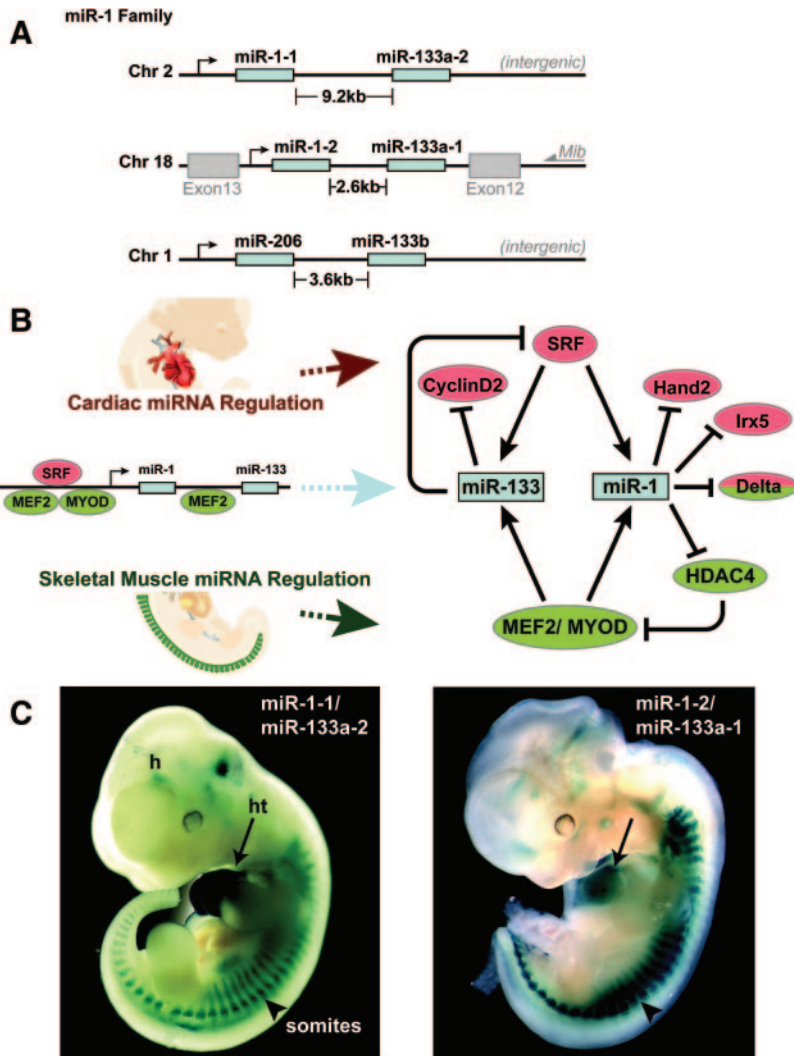 miR-1 Family
A
Chr 2 miR-1-1 miR-133a-2 (intergenic)
9.2kb
Chr 18 miR-1-2 miR-133a-1 Mib
Exon13 2.6kb Exon12
Chr 1 miR-206 miR-133b (intergenic)
3.6kb
B
Cardiac miRNA Regulation
SRF
miR-1 miR-133
MEF2 MYOD MEF2
Skeletal Muscle miRNA Regulation
SRF
CyclinD2 Hand2
Irx5
miR-133 miR-1 Delta
HDAC4
MEF2/ MYOD
C
miR-1-1/
miR-133a-2
h
ht
somites
miR-1-2/
miR-133a-1